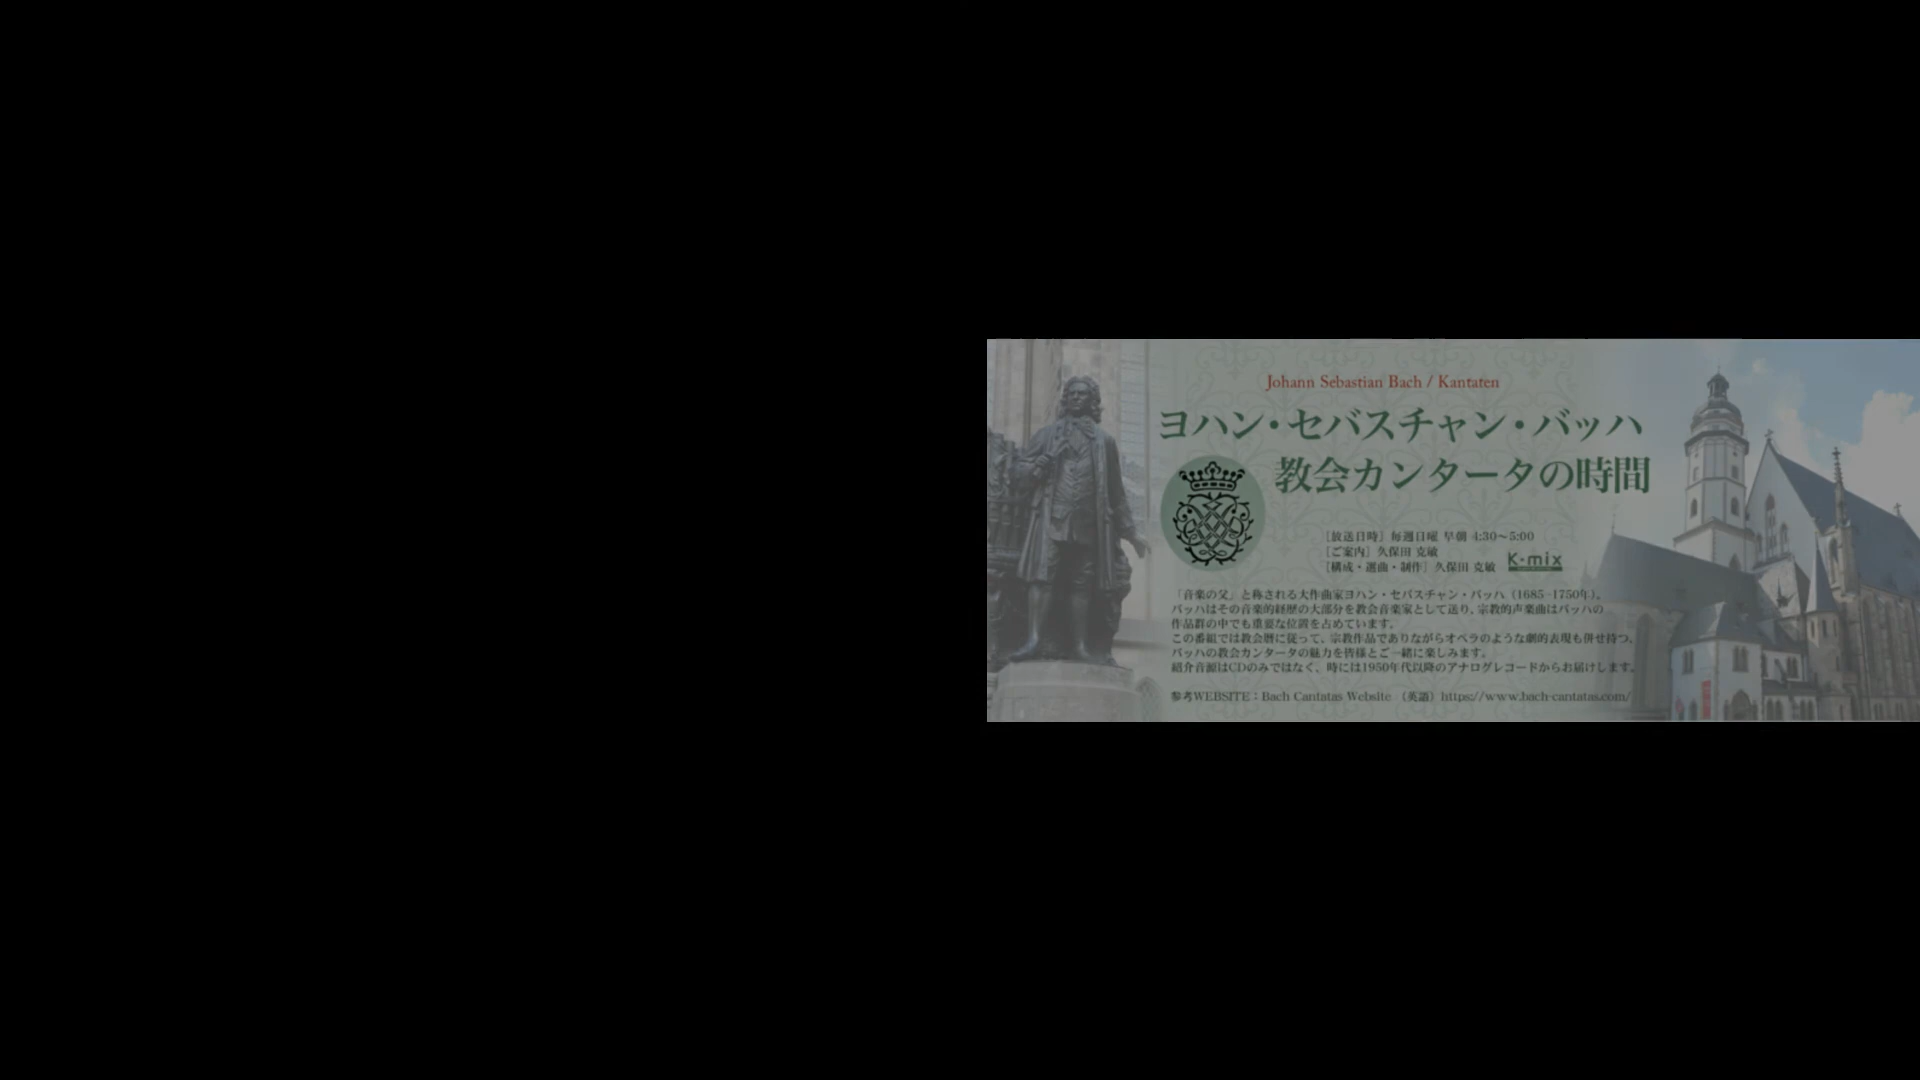 Johann Sebastian Bach / Kantaten
ヨハン・セバスチャン・バッハ
教会カンタータの時間
[放送日時] 毎週日曜 早朝 4:30~5:00
[ご案内] 久保田 克敏
[構成・選曲・制作] 久保田 克敏
K-mix
「音楽の父」と称される大作曲家ヨハン・セバスチャン・バッハ(1685-1750年)。
バッハはその音楽的経歴の大部分を教会音楽家として送り、宗教的声楽曲はバッハの
作品群の中でも重要な位置を占めています。
この番組では教会暦に従って、宗教作品でありながらオペラのような劇的表現も併せ持つ、
バッハの教会カンタータの魅力を皆様とご一緒に楽しみます。
紹介音源はCDのみではなく、時には1950年代以降のアナログレコードからお届けします。
参考WEBSITE:Bach Cantatas Website (英語) https://www.bach-cantatas.com/